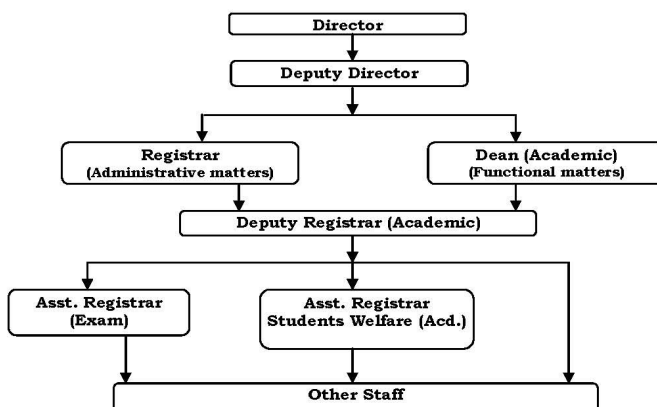 Director
Deputy Director
Registrar
(Administrative matters)
Dean (Academic)
(Functional matters)
Deputy Registrar (Academic)
Asst. Registrar
(Exam)
Asst. Registrar
Students Welfare (Acd.)
Other Staff